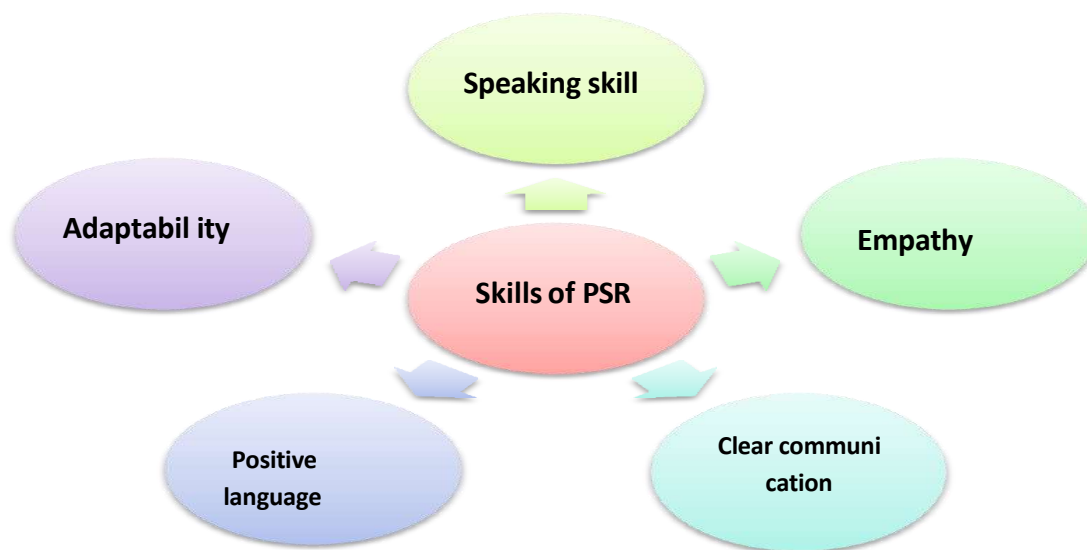 Speaking skill
Adaptabil ity
Empathy
Skills of PSR
Positive
language
Clear communi
cation